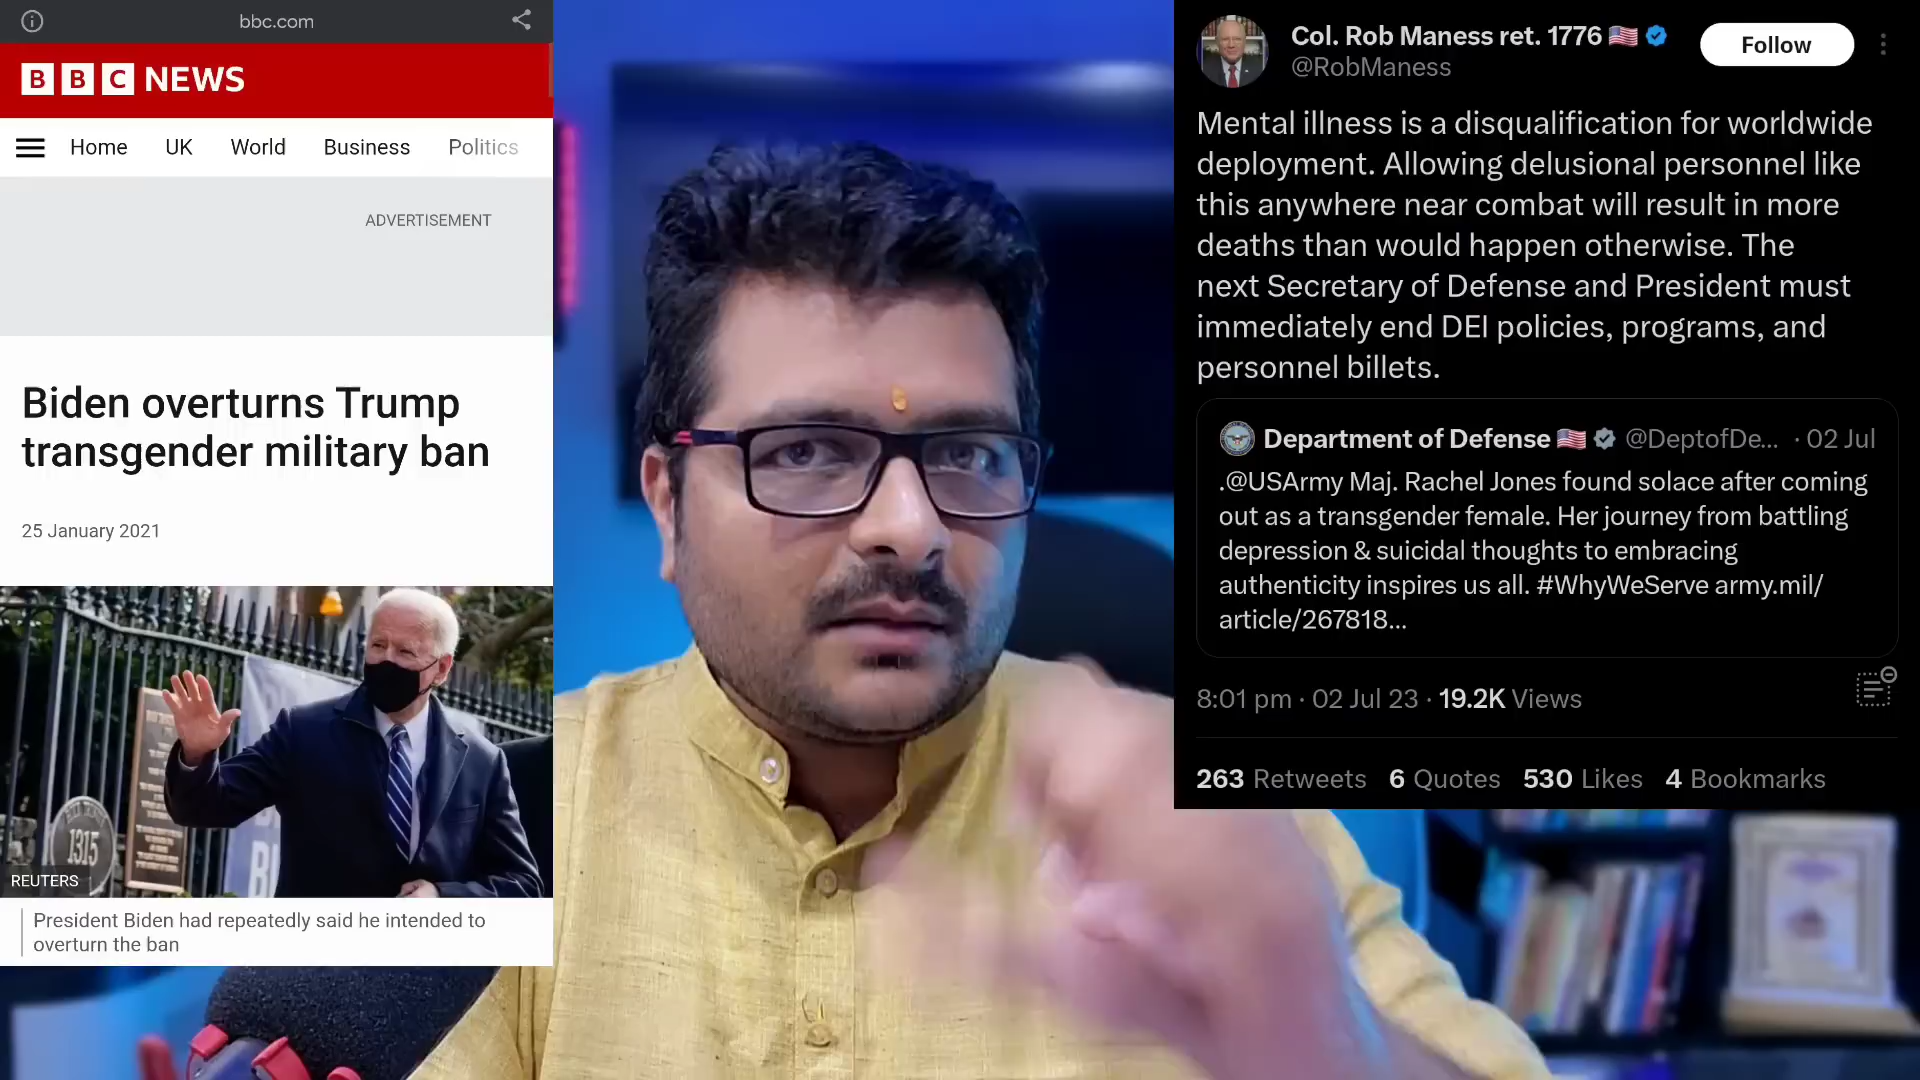 bbc.com
BBC NEWS
Home UK World Business Politics
ADVERTISEMENT
Biden overturns Trump
transgender military ban
25 January 2021
1315
REUTERS
President Biden had repeatedly said he intended to
overturn the ban
Col. Rob Maness ret. 1776 🇺🇸
@RobManess
Follow
Mental illness is a disqualification for worldwide
deployment. Allowing delusional personnel like
this anywhere near combat will result in more
deaths than would happen otherwise. The
next Secretary of Defense and President must
immediately end DEI policies, programs, and
personnel billets.
Department of Defense 🇺🇸 @DeptofDe... · 02 Jul
.@USArmy Maj. Rachel Jones found solace after coming
out as a transgender female. Her journey from battling
depression & suicidal thoughts to embracing
authenticity inspires us all. #WhyWeServe army.mil/
article/267818...
8:01 pm · 02 Jul 23 · 19.2K Views
263 Retweets 6 Quotes 530 Likes 4 Bookmarks